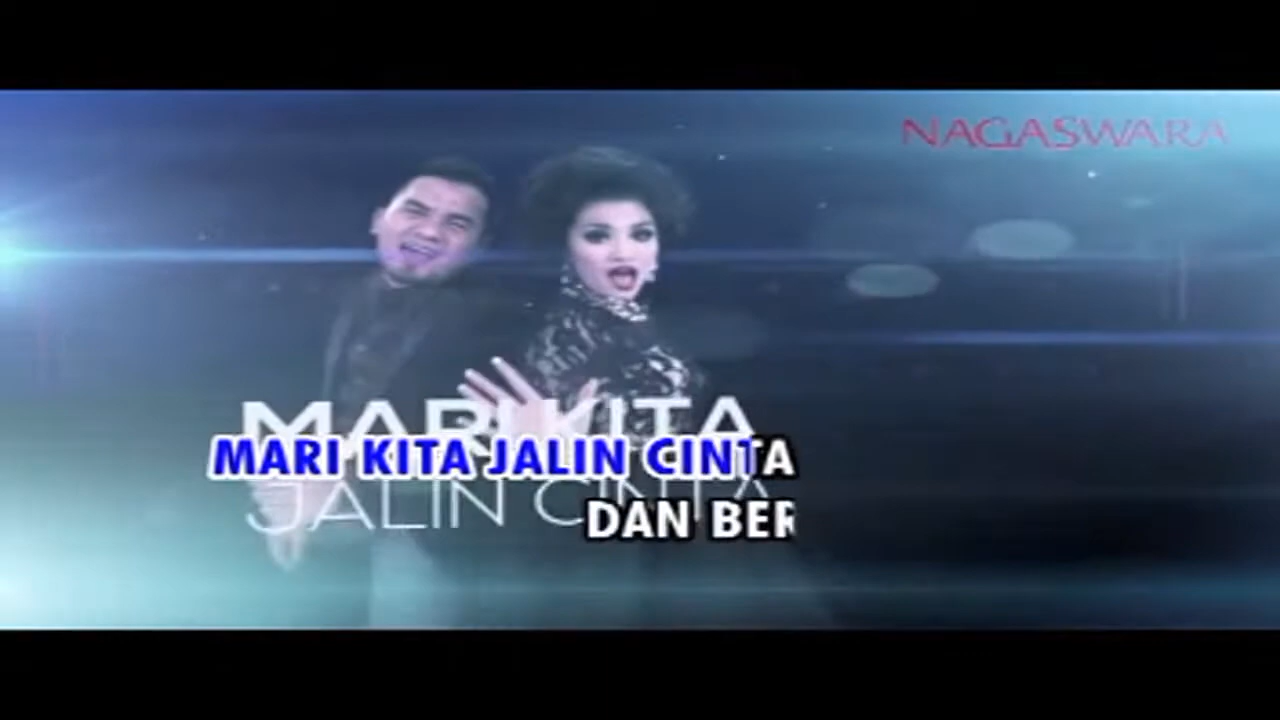 NAGASWARA
MARI KITA
MARI KITA JALIN CINTA
JALIN CINTA
DAN BER